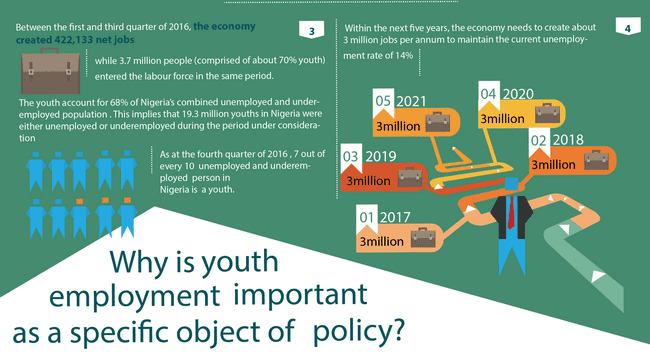 Between the first and third quarter of 2016, the economy
created 422,133 net jobs
3
while 3.7 million people (comprised of about 70% youth)
entered the labour force in the same period.
The youth account for 68% of Nigeria's combined unemployed and under-
employed population . This implies that 19.3 million youths in Nigeria were
either unemployed or underemployed during the period under considera-
tion
As at the fourth quarter of 2016 , 7 out of
every 10 unemployed and underem-
ployed person in
Nigeria is a youth.
Within the next five years, the economy needs to create about
3 million jobs per annum to maintain the current unemploy-
ment rate of 14%
4
05 2021
3million
04 2020
3million
03 2019
3million
02 2018
3million
01 2017
3million
Why is youth
employment important
as a specific object of policy?